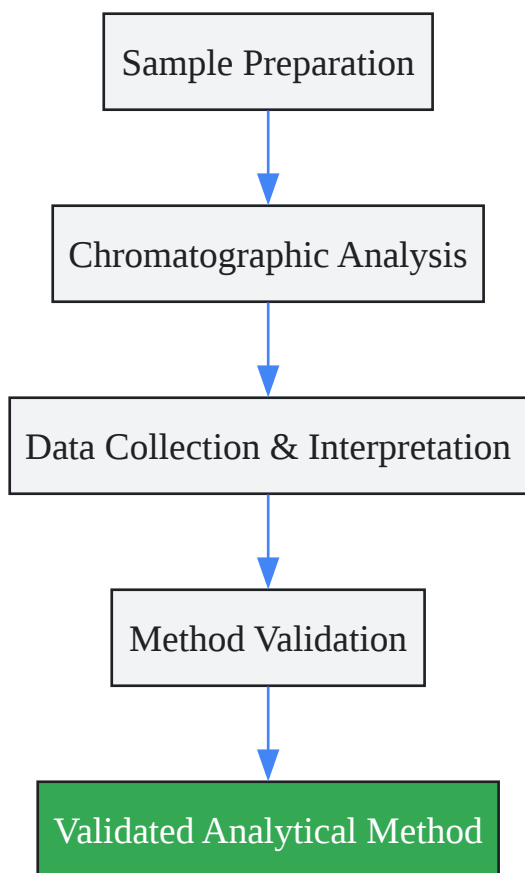 Sample Preparation
Chromatographic Analysis
Data Collection & Interpretation
Method Validation
Validated Analytical Method